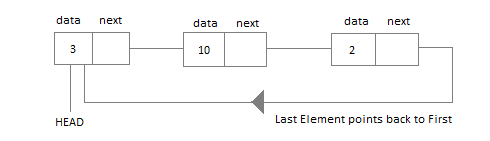 data next data next data next
3 10 2
HEAD Last Element points back to First